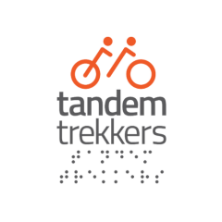 tandem
trekkers
⠞⠁⠝⠙⠑⠍
⠞⠗⠑⠅⠅⠑⠗⠎